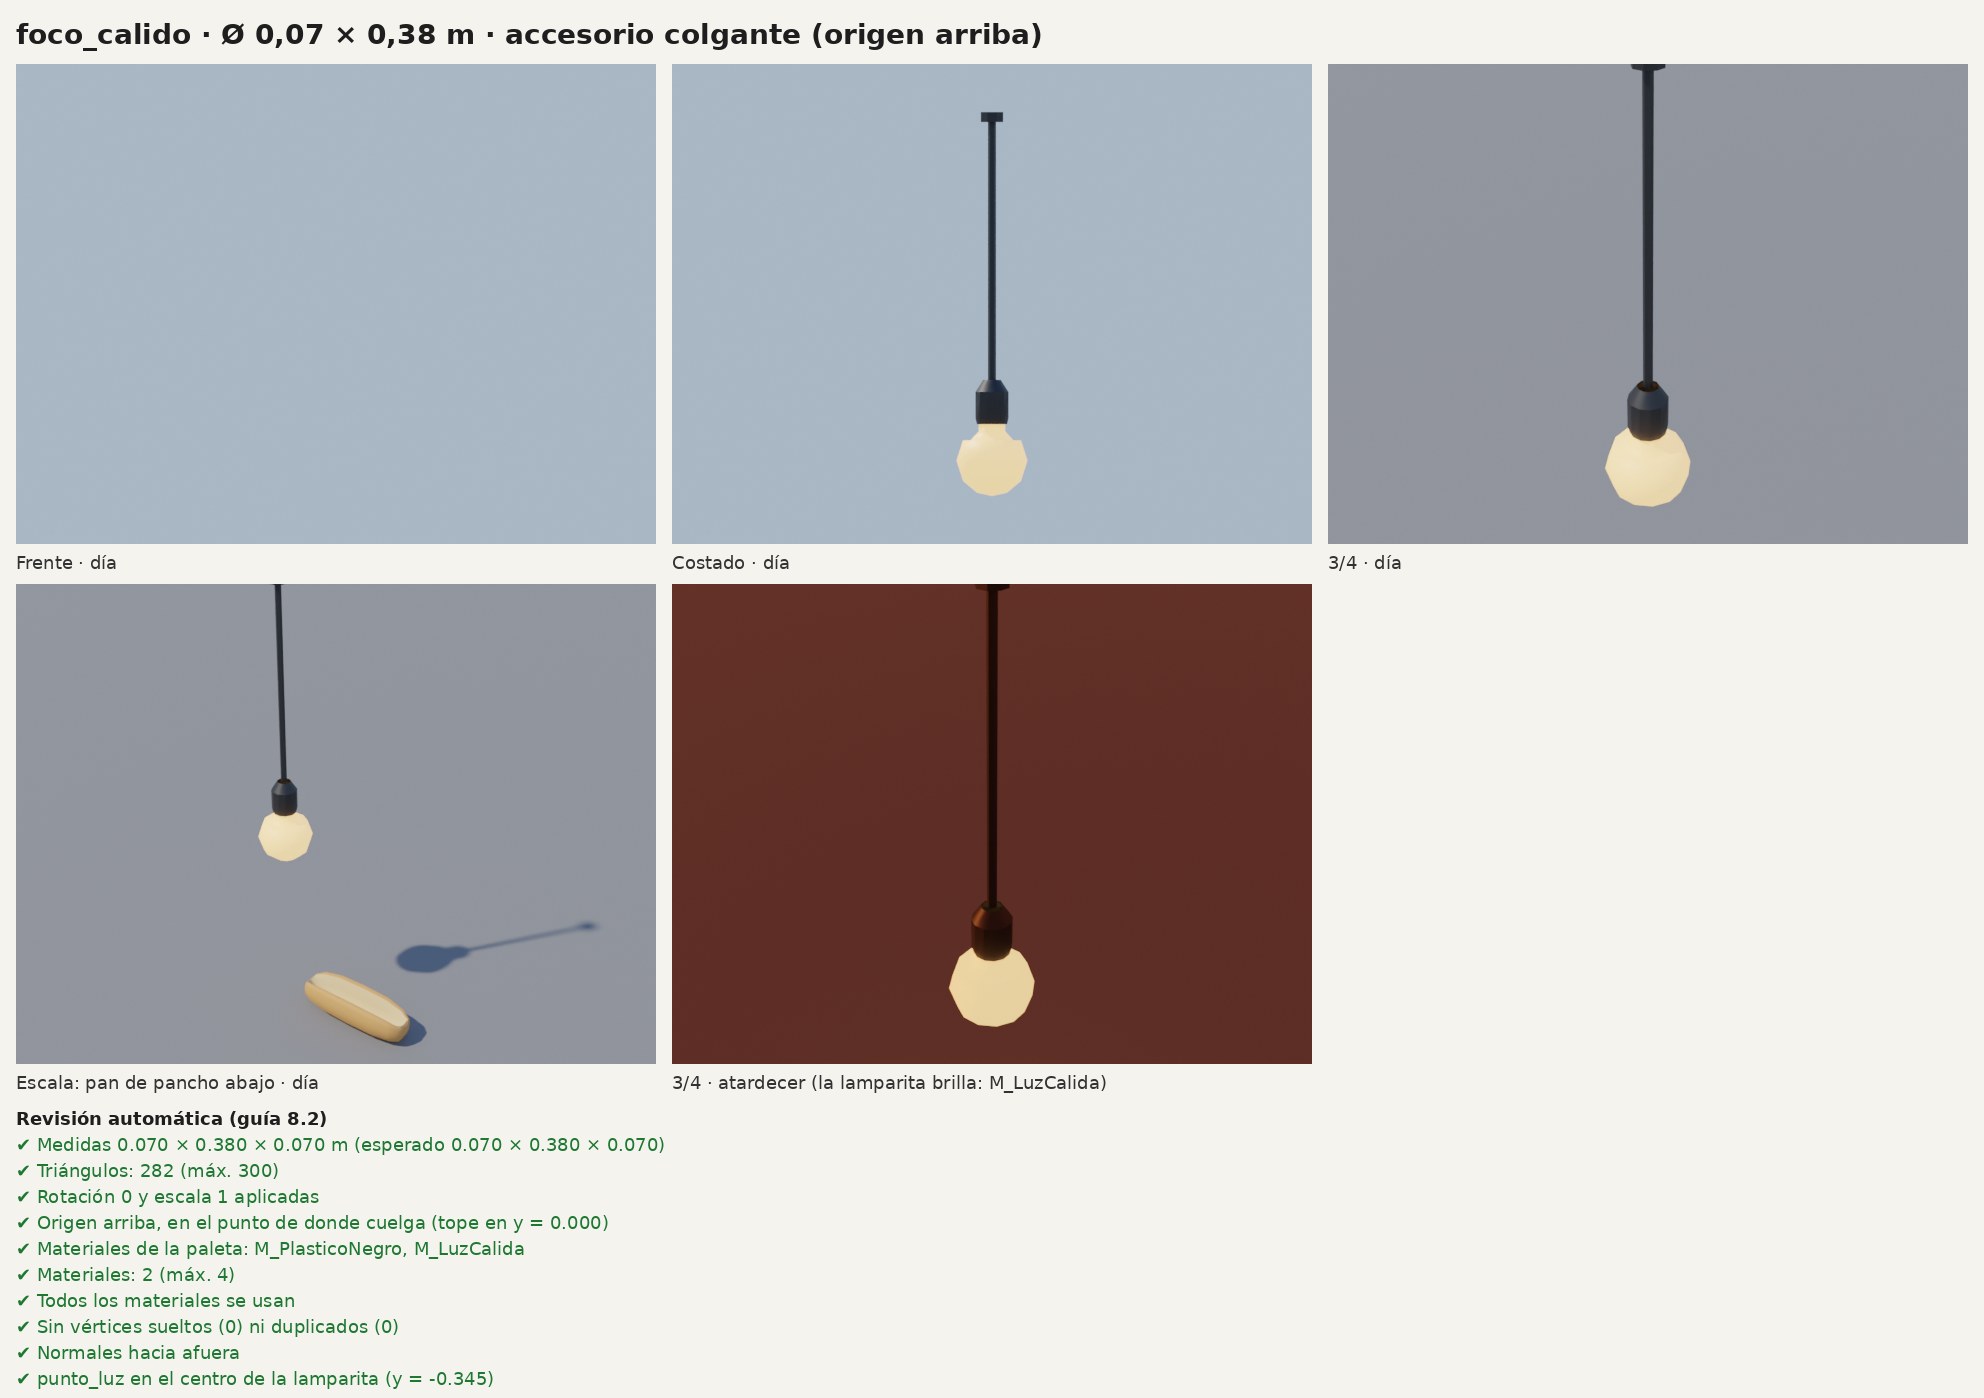 foco_calido · Ø 0,07 × 0,38 m · accesorio colgante (origen arriba)
Frente · día
Costado · día
3/4 · día
Escala: pan de pancho abajo · día
3/4 · atardecer (la lamparita brilla: M_LuzCalida)
Revisión automática (guía 8.2)
✔ Medidas 0.070 × 0.380 × 0.070 m (esperado 0.070 × 0.380 × 0.070)
✔ Triángulos: 282 (máx. 300)
✔ Rotación 0 y escala 1 aplicadas
✔ Origen arriba, en el punto de donde cuelga (tope en y = 0.000)
✔ Materiales de la paleta: M_PlasticoNegro, M_LuzCalida
✔ Materiales: 2 (máx. 4)
✔ Todos los materiales se usan
✔ Sin vértices sueltos (0) ni duplicados (0)
✔ Normales hacia afuera
✔ punto_luz en el centro de la lamparita (y = -0.345)